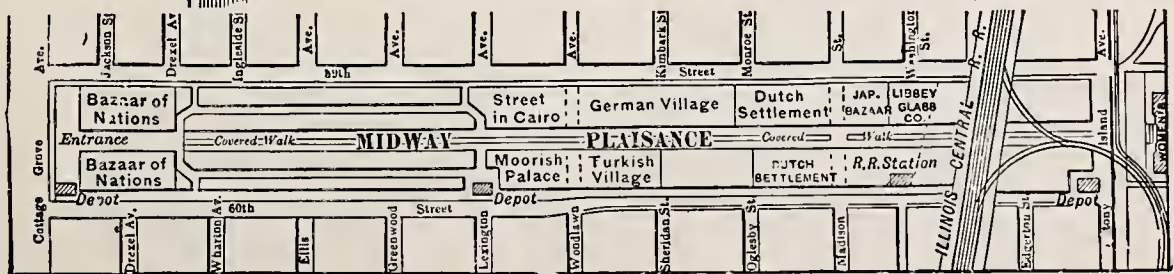 Ave.
Jackson St.
Drexel Av.
Ingleside St.
Ave.
Ave.
Ave.
Ave.
Kimbark St.
Monroe St.
St.
Washington St.
Ave.
59th
Street
Bazaar of
Nations
Street
in Cairo
German Village
Dutch
Settlement
JAP.
BAZAAR
LIBBEY
GLASS
CO.
Entrance
Covered Walk
MIDWAY
PLAISANCE
Covered
Walk
Bazaar of
Nations
Moorish
Palace
Turkish
Village
DUTCH
SETTLEMENT
R.R. Station
ILLINOIS CENTRAL R. R.
Island
WOMEN'S
Grove
Cottage
Depot
Depot
Depot
60th
Street
Drexel Av.
Wharton Av.
Ellis
Greenwood
Lexington
Woodlawn
Sheridan St.
Oglesby St.
Madison
Edgerton St.
tony